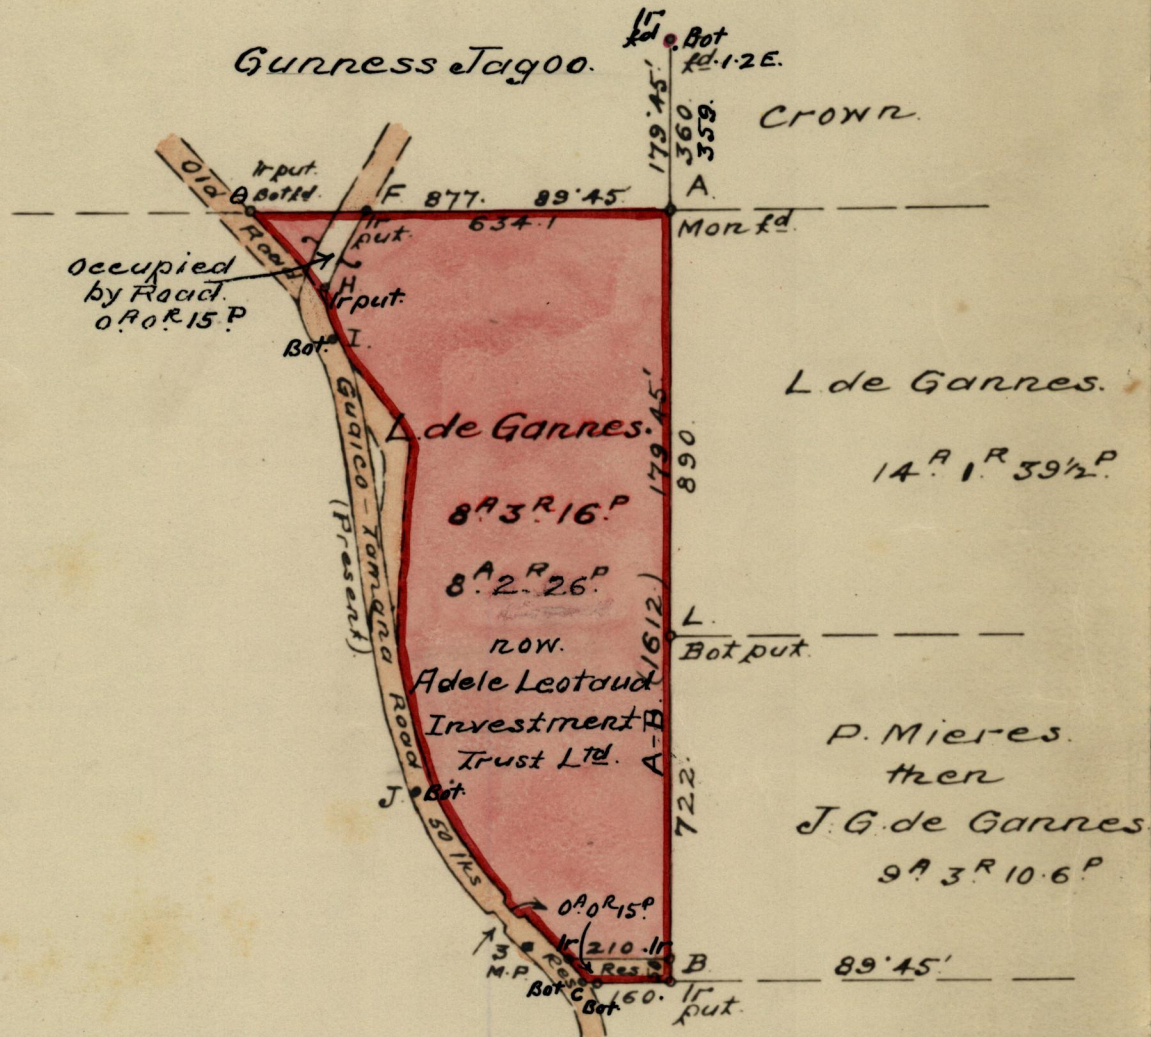 Ir
fd
Bot
fd. 1.2 E.
Gunness Jagoo.
179°45'
360.
359.
Crown.
Old
Road
Ir put.
G Bot fd.
F
877. 89°45'
634.1
A.
Mon fd.
Ir
put.
Occupied
by Road.
0A 0R 15P
H
Ir put.
Bot. I.
Guaico - Tamana Road
(Present)
L. de Gannes.
L. de Gannes.
179°45'
890.
14A 1R 39½P
8A 3R 16P
8A 2R 26P
now.
Adele Leotaud
Investment
Trust Ltd.
A-B (1612)
L.
Bot put.
P. Mieres.
then
J. G. de Gannes
9A 3R 10.6P
722.
J. Bot.
50 lks
0A 0R 15P
3
M.P.
Res
Ir 210. Ir
Res
B.
89°45'
Bot C
Bot.
160.
Ir
put.